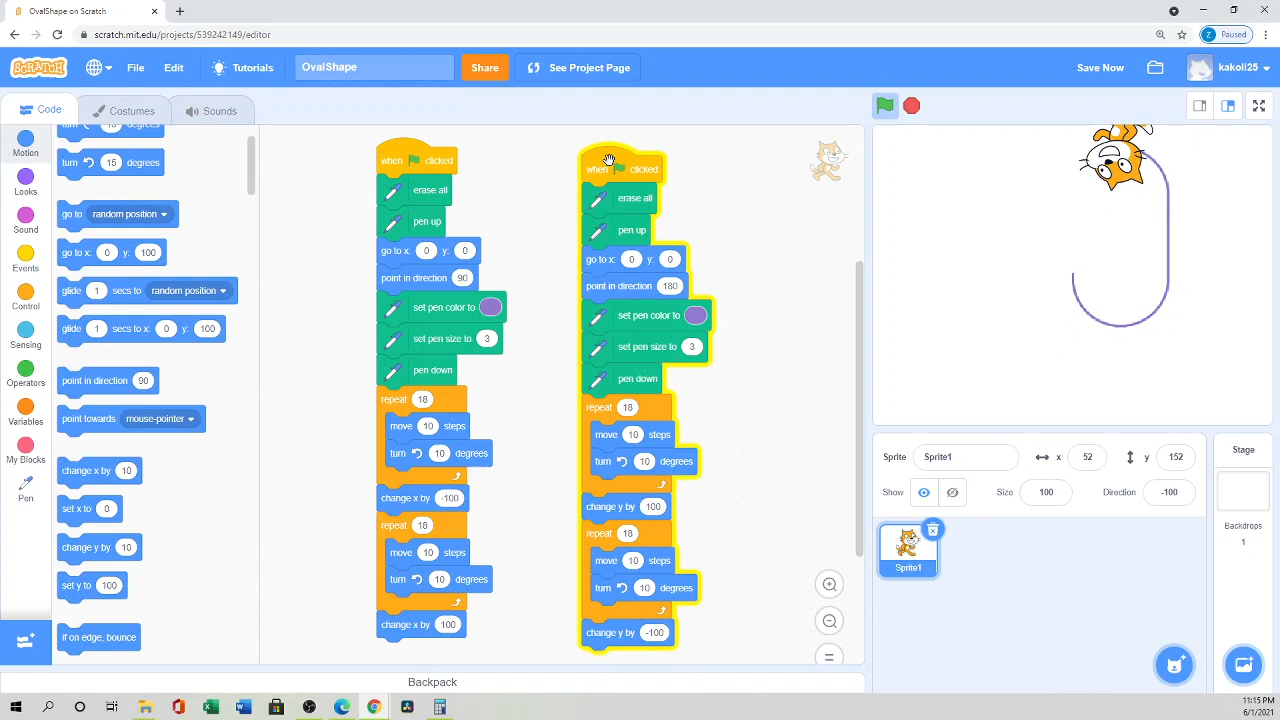 OvalShape on Scratch
scratch.mit.edu/projects/539242149/editor
Z Paused
SCRATCH File Edit Tutorials OvalShape Share See Project Page Save Now kakoli25
Code Costumes Sounds
Motion
Looks
Sound
Events
Control
Sensing
Operators
Variables
My Blocks
Pen
turn 15 degrees
turn 15 degrees
go to random position
go to x: 0 y: 100
glide 1 secs to random position
glide 1 secs to x: 0 y: 100
point in direction 90
point towards mouse-pointer
change x by 10
set x to 0
change y by 10
set y to 100
if on edge, bounce
when clicked
erase all
pen up
go to x: 0 y: 0
point in direction 90
set pen color to
set pen size to 3
pen down
repeat 18
move 10 steps
turn 10 degrees
change x by -100
repeat 18
move 10 steps
turn 10 degrees
change x by 100
when clicked
erase all
pen up
go to x: 0 y: 0
point in direction 180
set pen color to
set pen size to 3
pen down
repeat 18
move 10 steps
turn 10 degrees
change y by 100
repeat 18
move 10 steps
turn 10 degrees
change y by -100
Backpack
Sprite Sprite1 x 52 y 152
Show Size 100 Direction -100
Sprite1
Stage
Backdrops
1
11:15 PM
6/1/2021